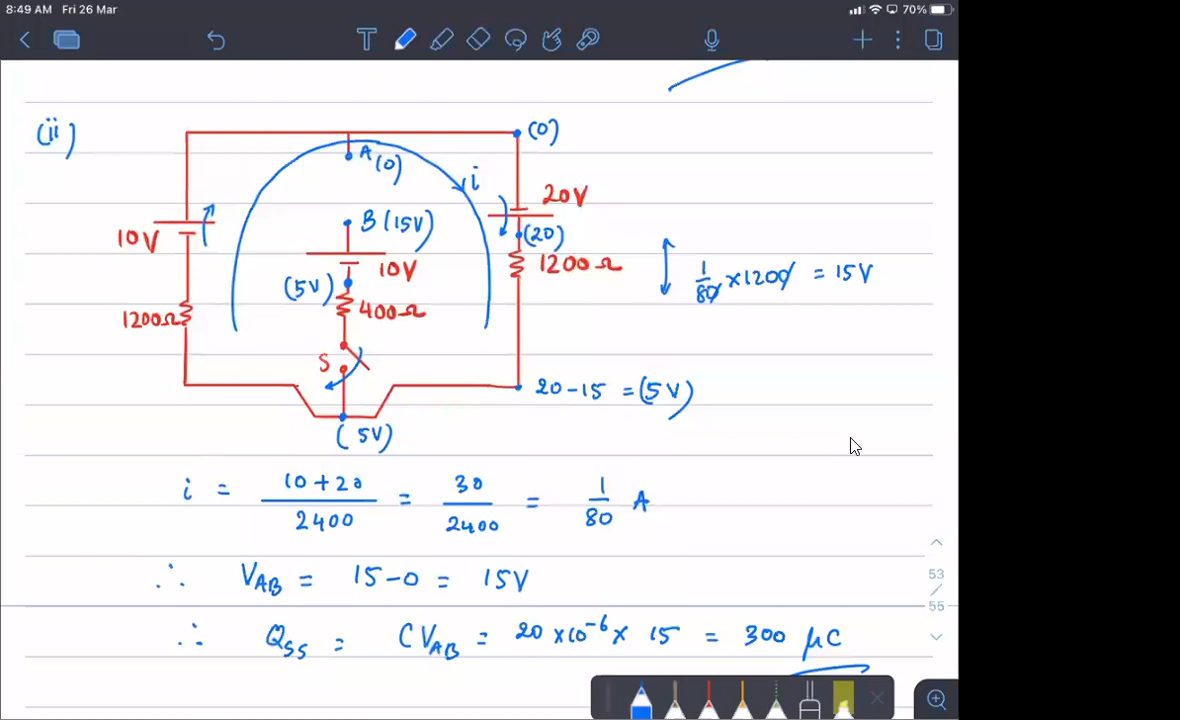 8:49 AM Fri 26 Mar
70%
(ii)
(0)
A (0)
i
20V
B (15V)
(20)
10V
10V
1200Ω
1/80 × 1200 = 15V
(5V)
400Ω
1200Ω
S
20 - 15 = (5V)
(5V)
i = 10 + 20 / 2400 = 30 / 2400 = 1/80 A
∴ V_AB = 15 - 0 = 15V
53
/
55
∴ Q_SS = CV_AB = 20 × 10⁻⁶ × 15 = 300 μC